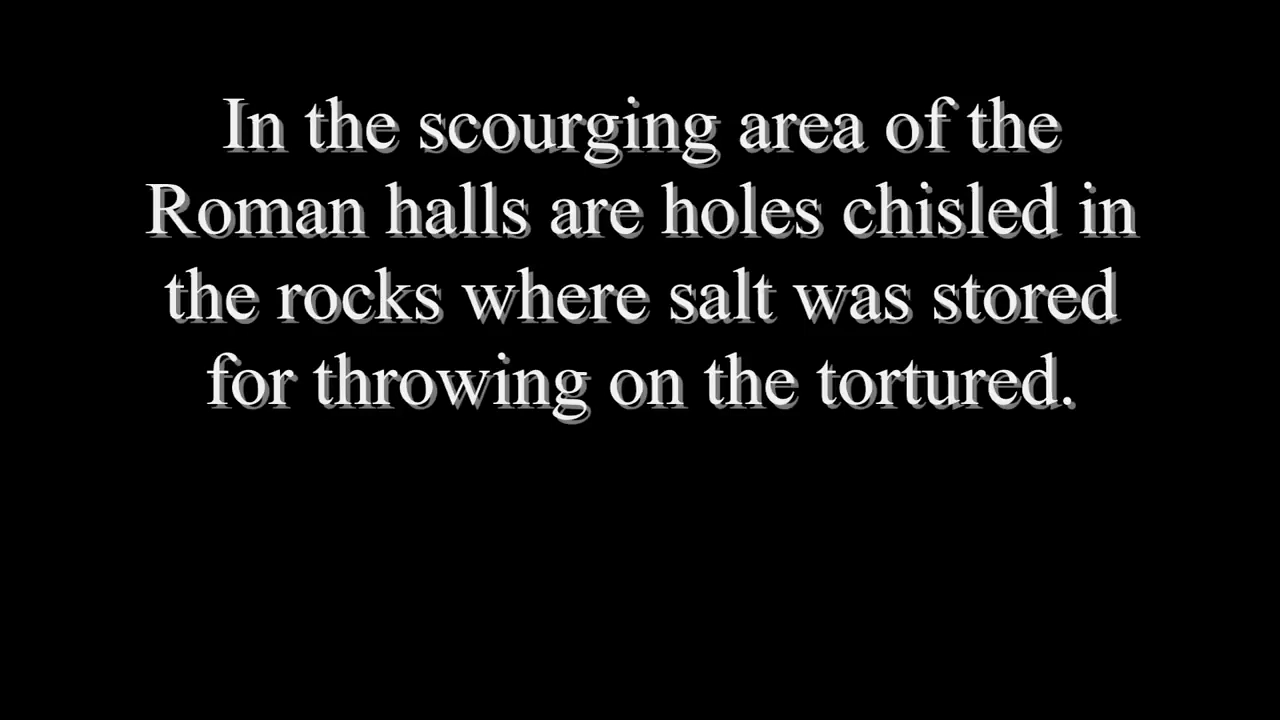 In the scourging area of the
Roman halls are holes chisled in
the rocks where salt was stored
for throwing on the tortured.